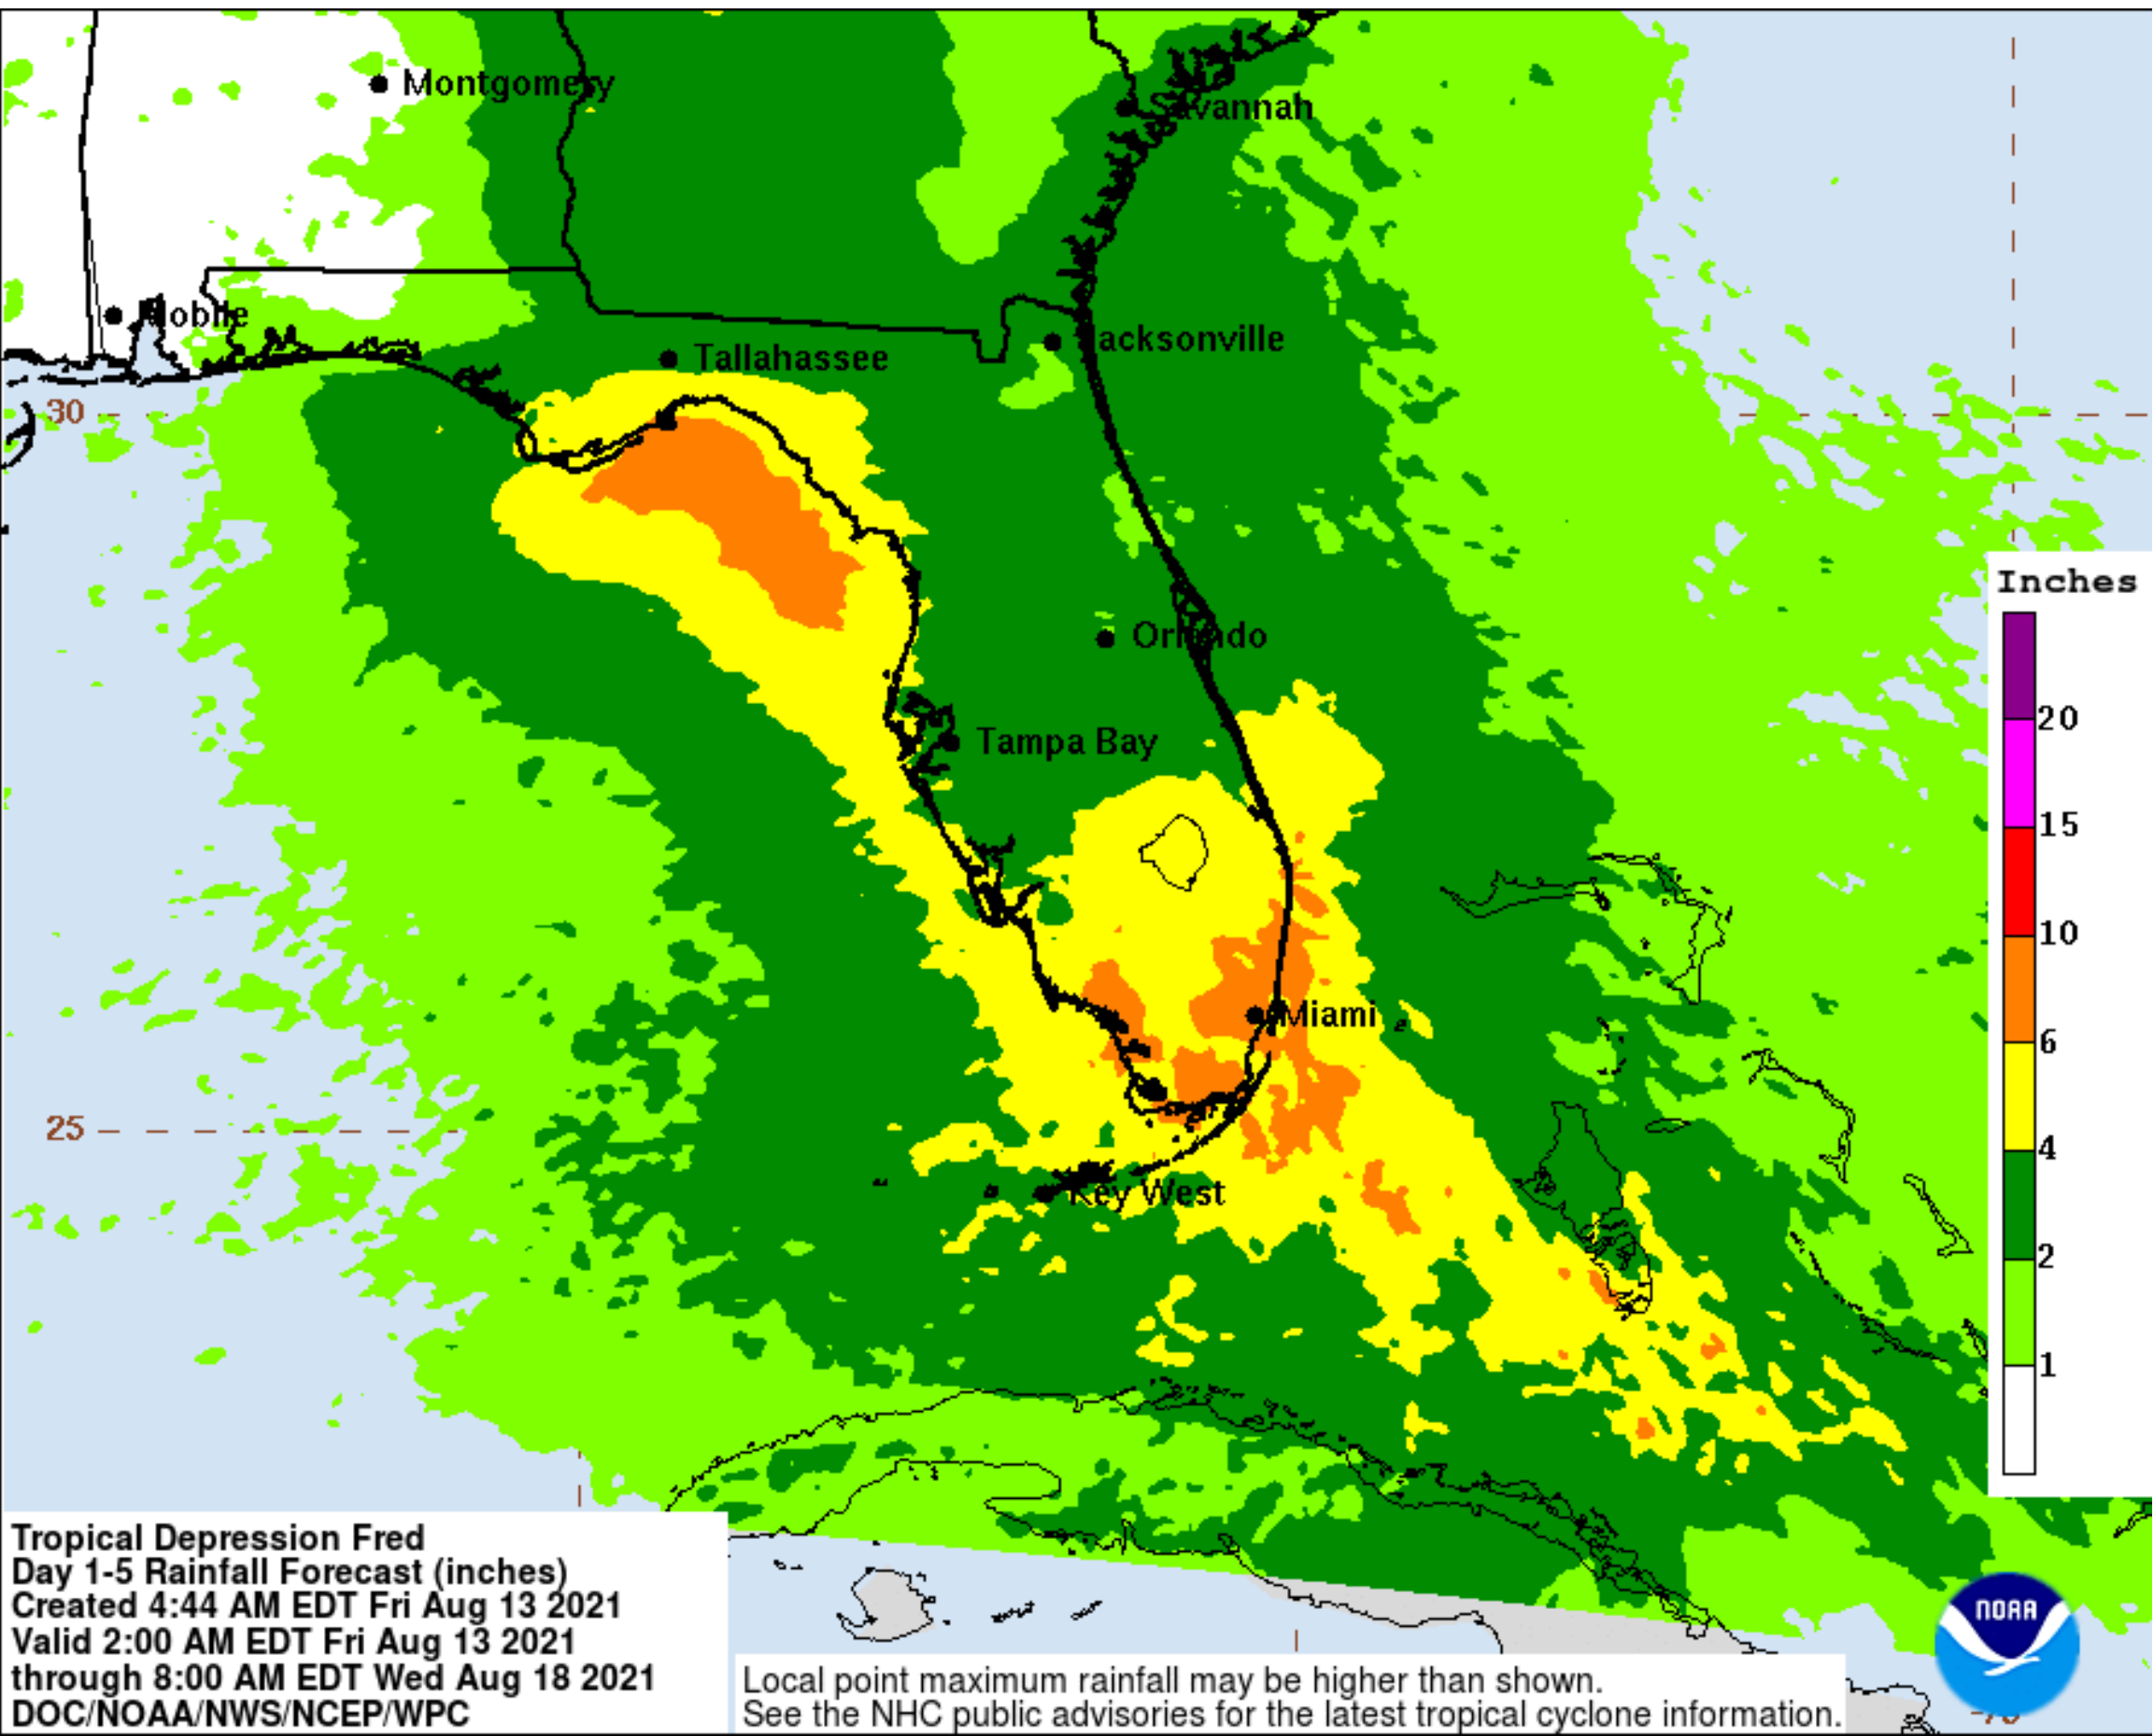 Montgomery
Savannah
Mobile
Jacksonville
Tallahassee
30
Inches
Orlando
20
Tampa Bay
15
10
Miami
6
25
4
Key West
2
1
Tropical Depression Fred
Day 1-5 Rainfall Forecast (inches)
Created 4:44 AM EDT Fri Aug 13 2021
Valid 2:00 AM EDT Fri Aug 13 2021
through 8:00 AM EDT Wed Aug 18 2021
DOC/NOAA/NWS/NCEP/WPC
NOAA
Local point maximum rainfall may be higher than shown.
See the NHC public advisories for the latest tropical cyclone information.